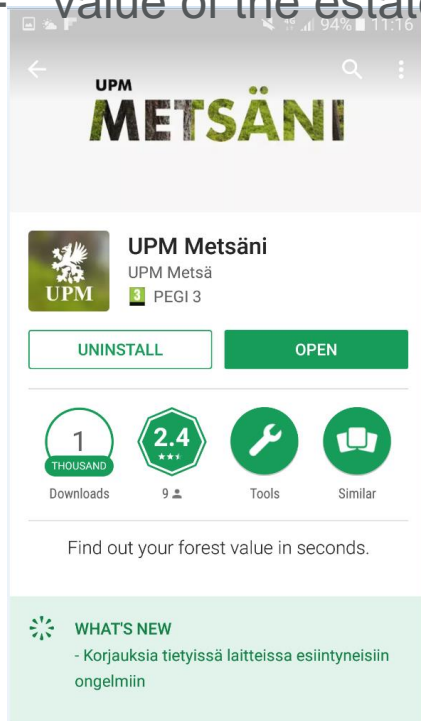 - value of the estate
4G 94% 11:16
UPM
METSÄNI
UPM
UPM Metsäni
UPM Metsä
3 PEGI 3
UNINSTALL
OPEN
1
THOUSAND
Downloads
2.4
9
Tools
Similar
Find out your forest value in seconds.
WHAT'S NEW
- Korjauksia tietyissä laitteissa esiintyneisiin
ongelmiin